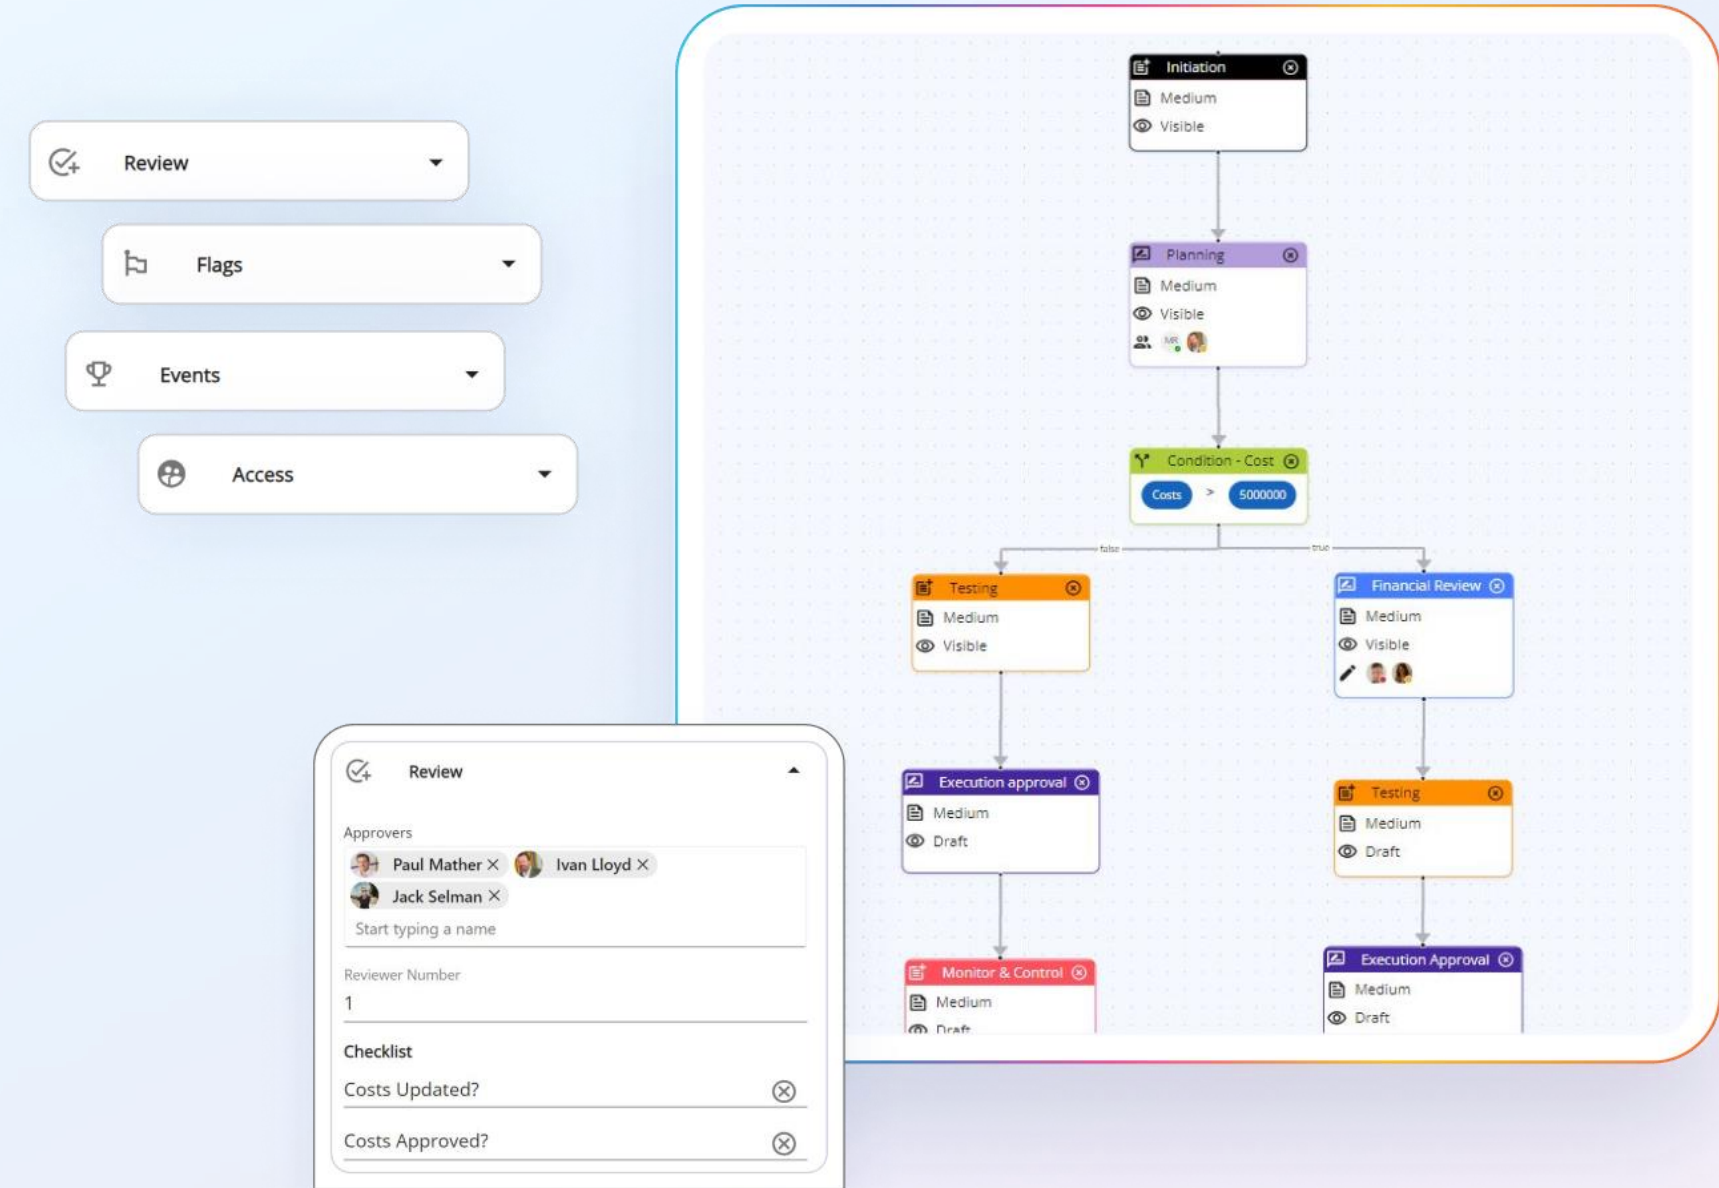 Review
Flags
Events
Access
Initiation
Medium
Visible
Planning
Medium
Visible
MR
Condition - Cost
Costs > 5000000
false
true
Testing
Medium
Visible
Financial Review
Medium
Visible
Execution approval
Medium
Draft
Testing
Medium
Draft
Monitor & Control
Medium
Draft
Execution Approval
Medium
Draft
Review
Approvers
Paul Mather Ivan Lloyd
Jack Selman
Start typing a name
Reviewer Number
1
Checklist
Costs Updated?
Costs Approved?